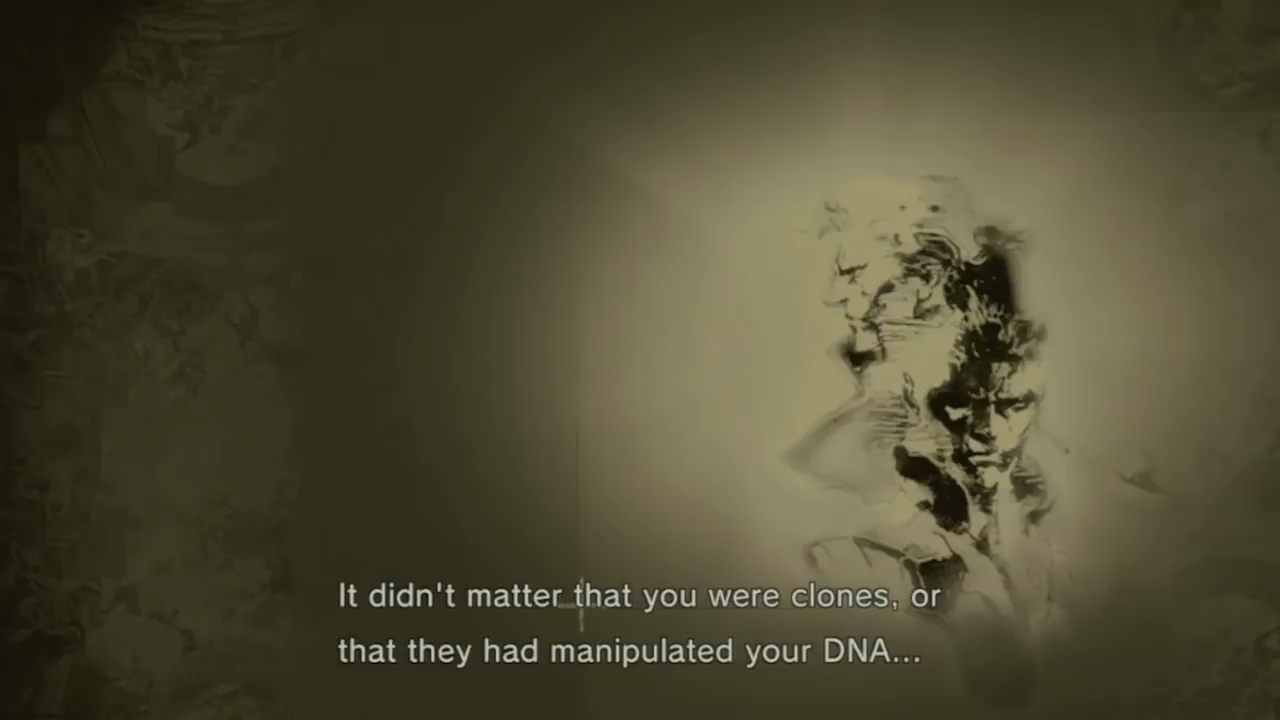 It didn't matter that you were clones, or
that they had manipulated your DNA...